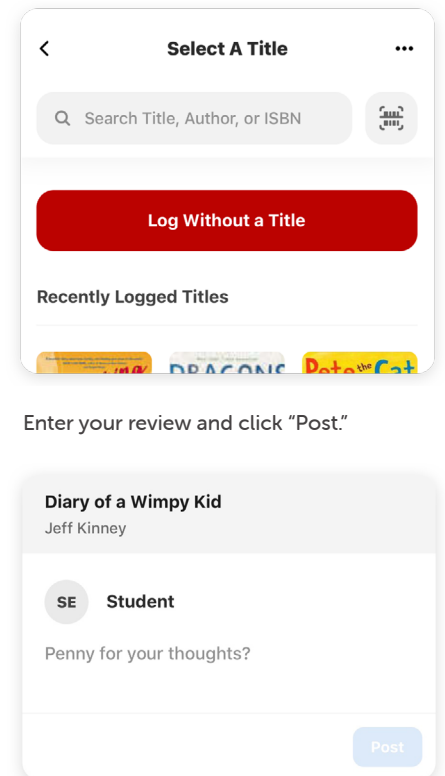 Select A Title
Search Title, Author, or ISBN
Log Without a Title
Recently Logged Titles
DRAGONS
Pete the Cat
Enter your review and click “Post.”
Diary of a Wimpy Kid
Jeff Kinney
SE
Student
Penny for your thoughts?
Post